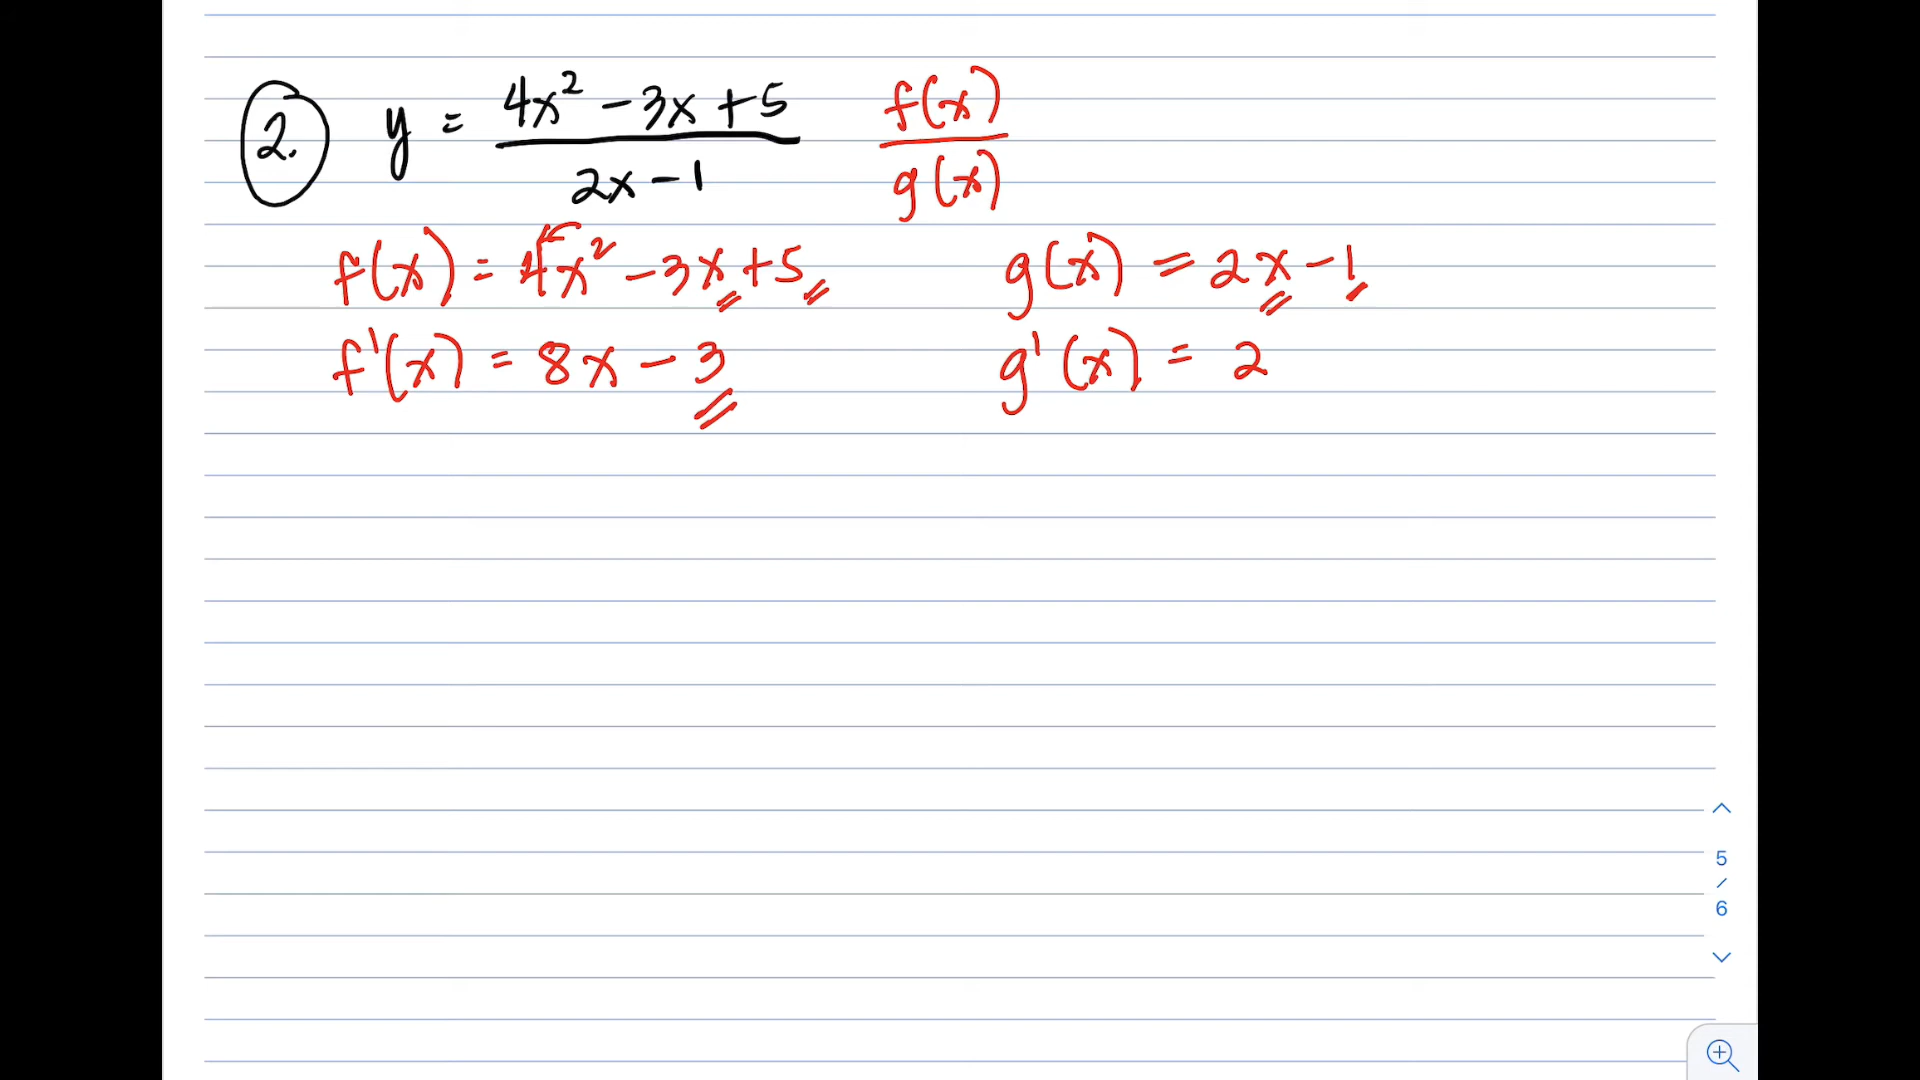 2. y = (4x² - 3x + 5)/(2x - 1) f(x)/g(x)
f(x) = 4x² - 3x + 5 g(x) = 2x - 1
f'(x) = 8x - 3 g'(x) = 2
5
/
6